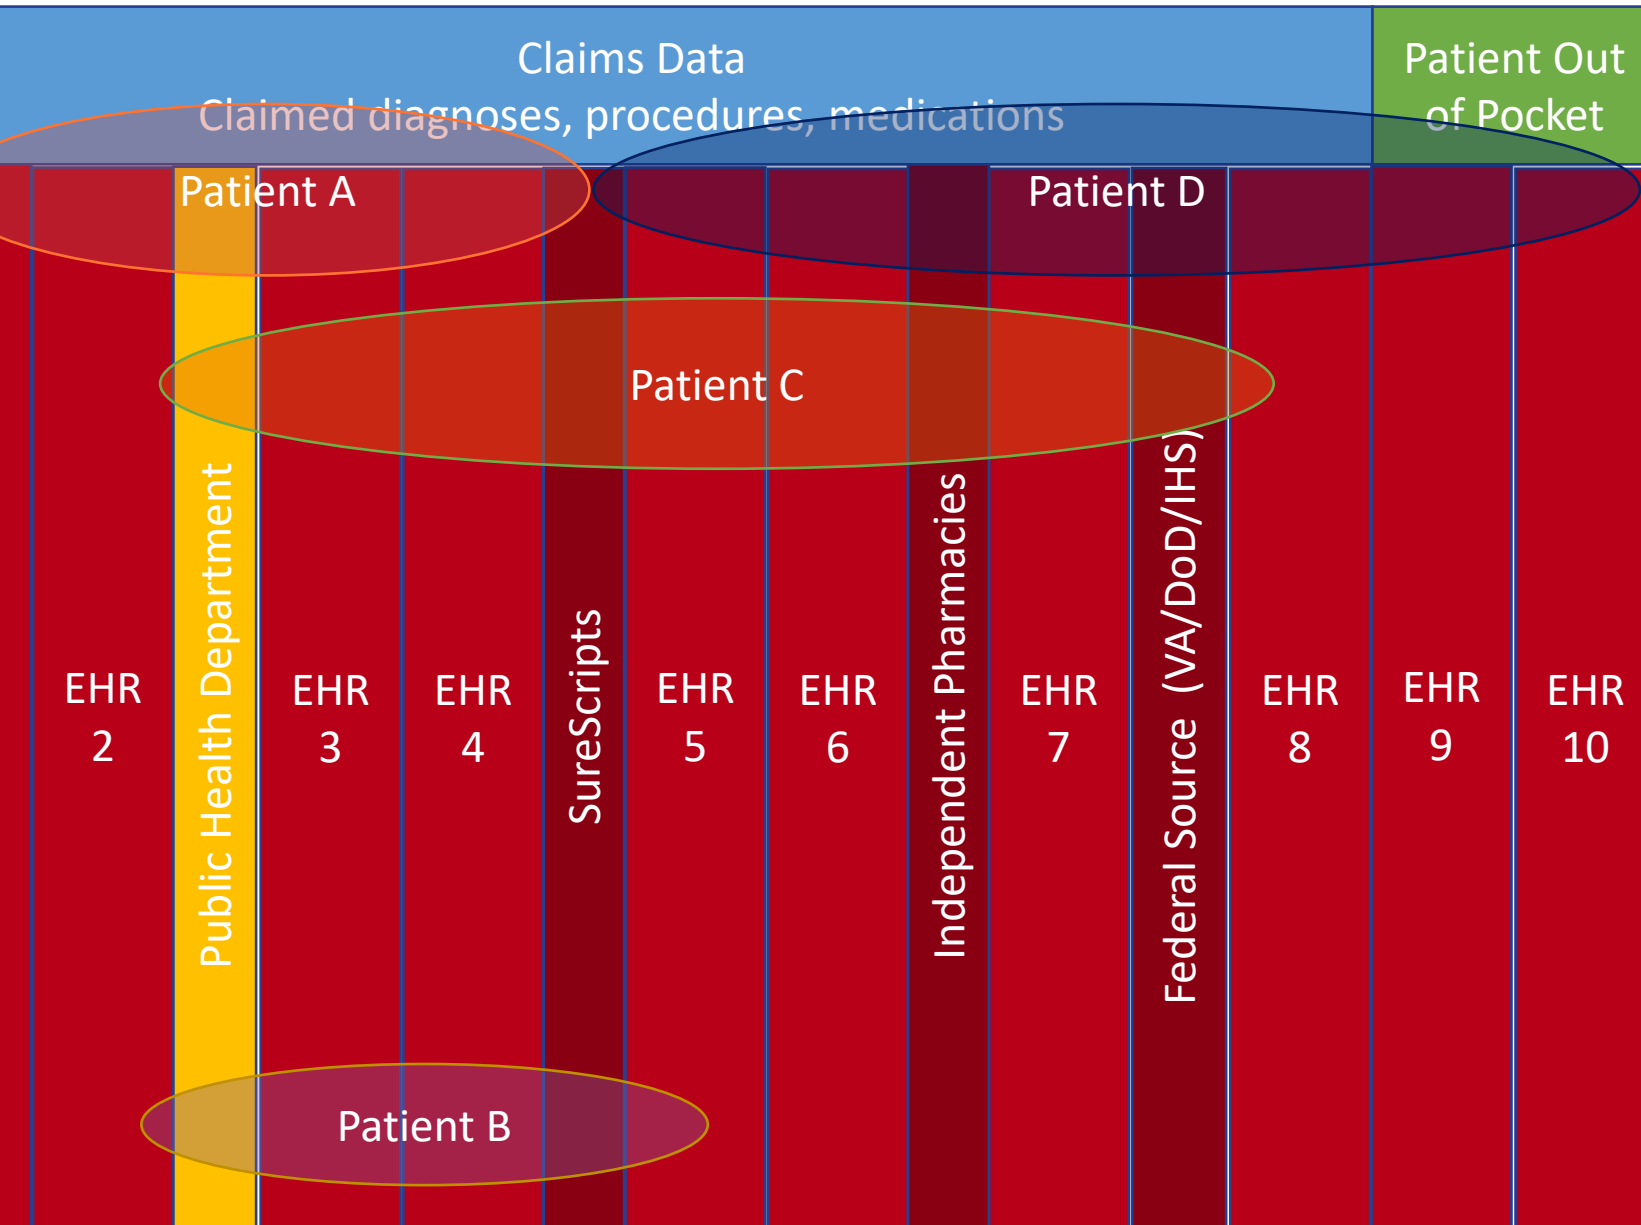 Claims Data
Claimed diagnoses, procedures, medications
Patient Out
of Pocket
Patient A
Patient D
Patient C
EHR
2
Public Health Department
EHR
3
EHR
4
SureScripts
EHR
5
EHR
6
Independent Pharmacies
EHR
7
Federal Source (VA/DoD/IHS)
EHR
8
EHR
9
EHR
10
Patient B